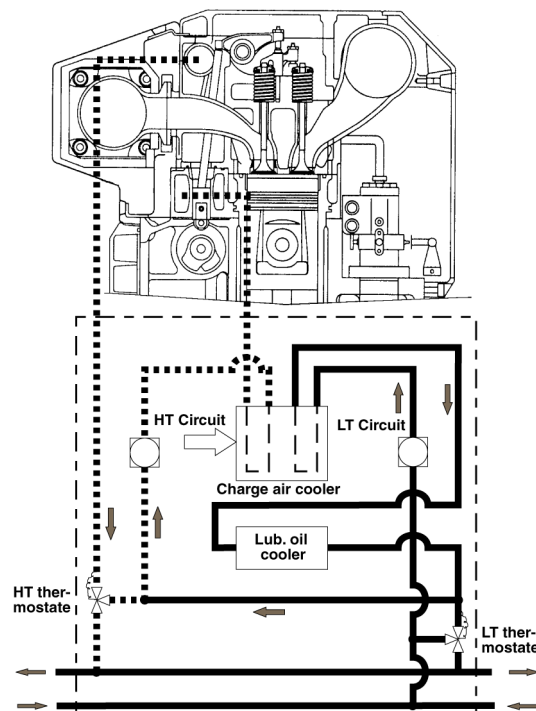 HT Circuit
LT Circuit
Charge air cooler
Lub. oil
cooler
HT ther-
mostate
LT ther-
mostate